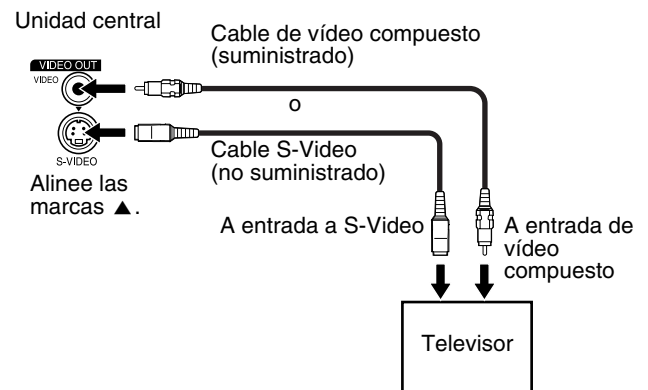 Unidad central
Cable de vídeo compuesto
(suministrado)
VIDEO OUT
VIDEO
o
S-VIDEO
Cable S-Video
(no suministrado)
Alinee las
marcas ▲.
A entrada a S-Video
A entrada de
vídeo
compuesto
Televisor